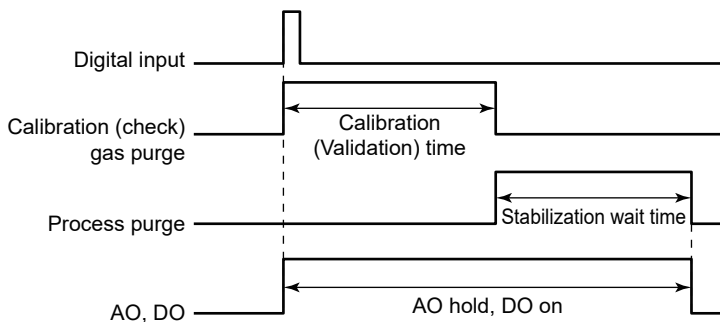 Digital input
Calibration (check)
gas purge
Calibration
(Validation) time
Process purge
Stabilization wait time
AO, DO
AO hold, DO on